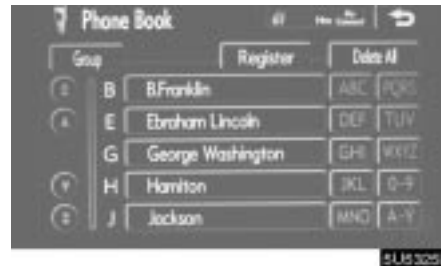 Phone Book
Group Register Delete All
B B.Franklin ABC PQRS
E Ebraham Lincoln DEF TUV
G George Washington GHI WXYZ
H Hamilton JKL 0-9
J Jackson MNO
5U5325